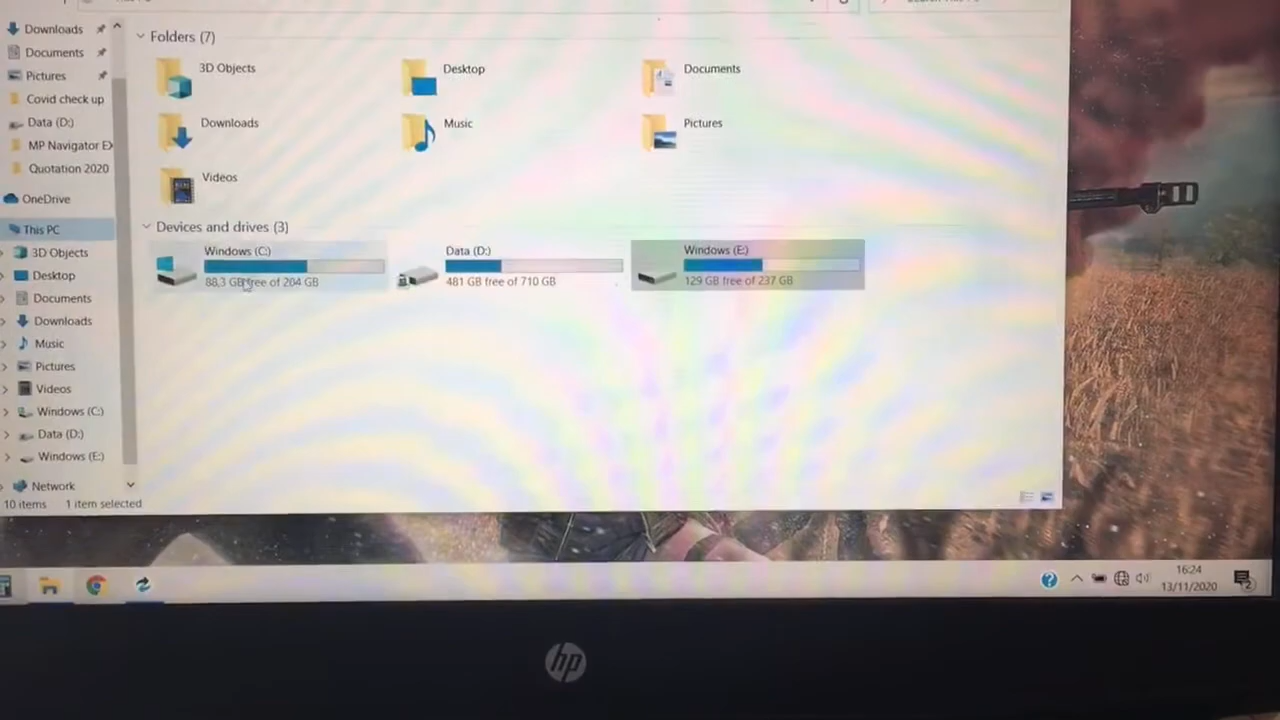 Downloads
Documents
Pictures
Covid check up
Data (D:)
MP Navigator EX
Quotation 2020
OneDrive
This PC
3D Objects
Desktop
Documents
Downloads
Music
Pictures
Videos
Windows (C:)
Data (D:)
Windows (E:)
Network
10 items 1 item selected
Folders (7)
3D Objects
Desktop
Documents
Downloads
Music
Pictures
Videos
Devices and drives (3)
Windows (C:)
88.3 GB free of 204 GB
Data (D:)
481 GB free of 710 GB
Windows (E:)
129 GB free of 237 GB
16:24
13/11/2020
2
hp